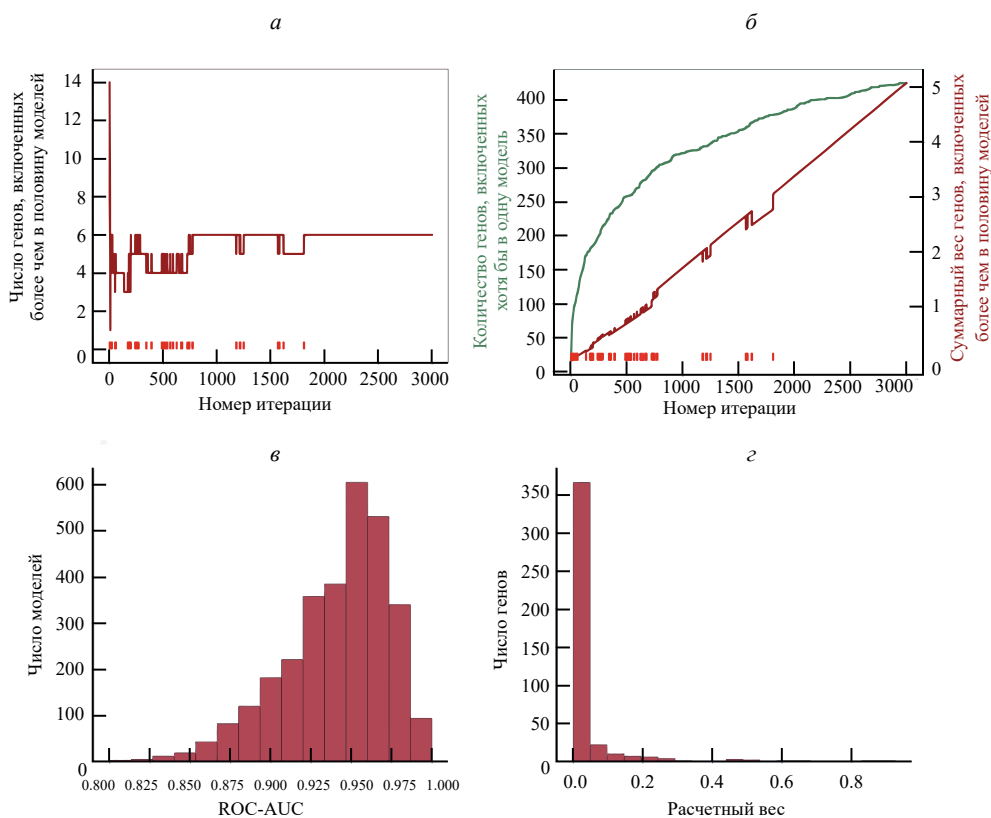 а
Число генов, включенных
более чем в половину моделей
14
12
10
8
6
4
2
0
0 500 1000 1500 2000 2500 3000
Номер итерации
б
Количество генов, включенных
хотя бы в одну модель
400
350
300
250
200
150
100
50
0
5
4
3
2
1
0
Суммарный вес генов, включенных
более чем в половину моделей
0 500 1000 1500 2000 2500 3000
Номер итерации
в
Число моделей
600
500
400
300
200
100
0
0.800 0.825 0.850 0.875 0.900 0.925 0.950 0.975 1.000
ROC-AUC
г
Число генов
350
300
250
200
150
100
50
0
0.0 0.2 0.4 0.6 0.8
Расчетный вес